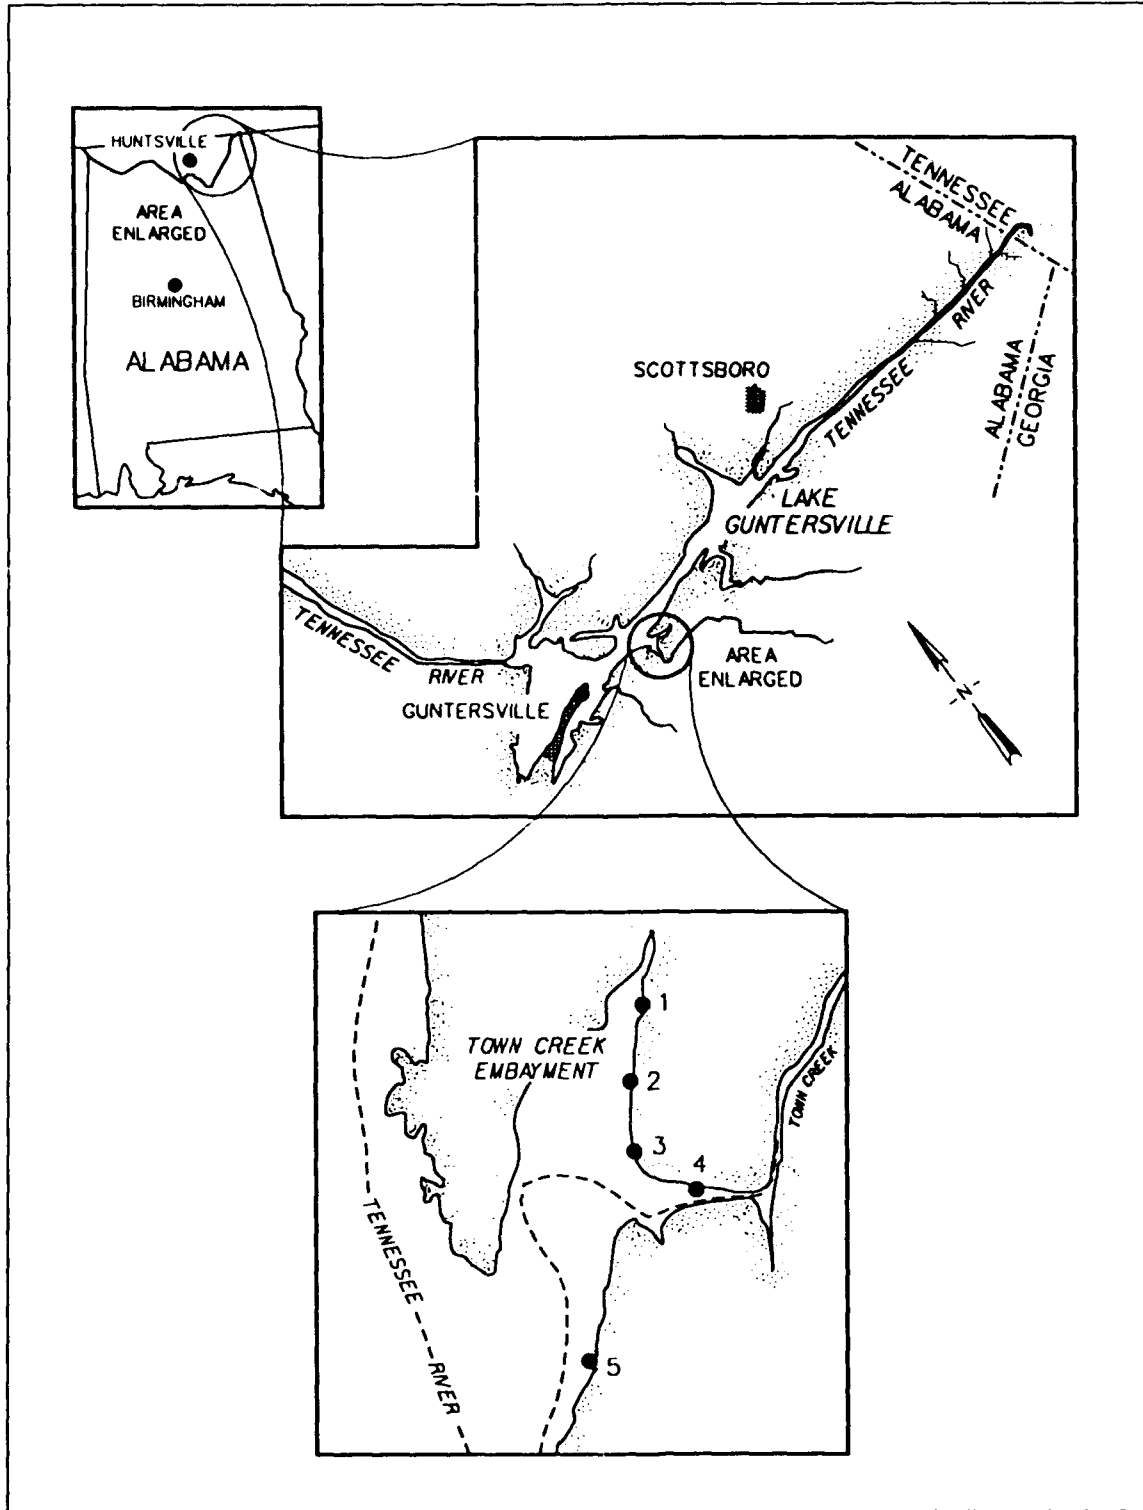 HUNTSVILLE
AREA
ENLARGED
BIRMINGHAM
ALABAMA
TENNESSEE
ALABAMA
RIVER
TENNESSEE
ALABAMA
GEORGIA
SCOTTSBORO
LAKE
GUNTERSVILLE
TENNESSEE
RIVER
GUNTERSVILLE
AREA
ENLARGED
N
1
TOWN CREEK
EMBAYMENT
2
3
4
TOWN CREEK
TENNESSEE
RIVER
5